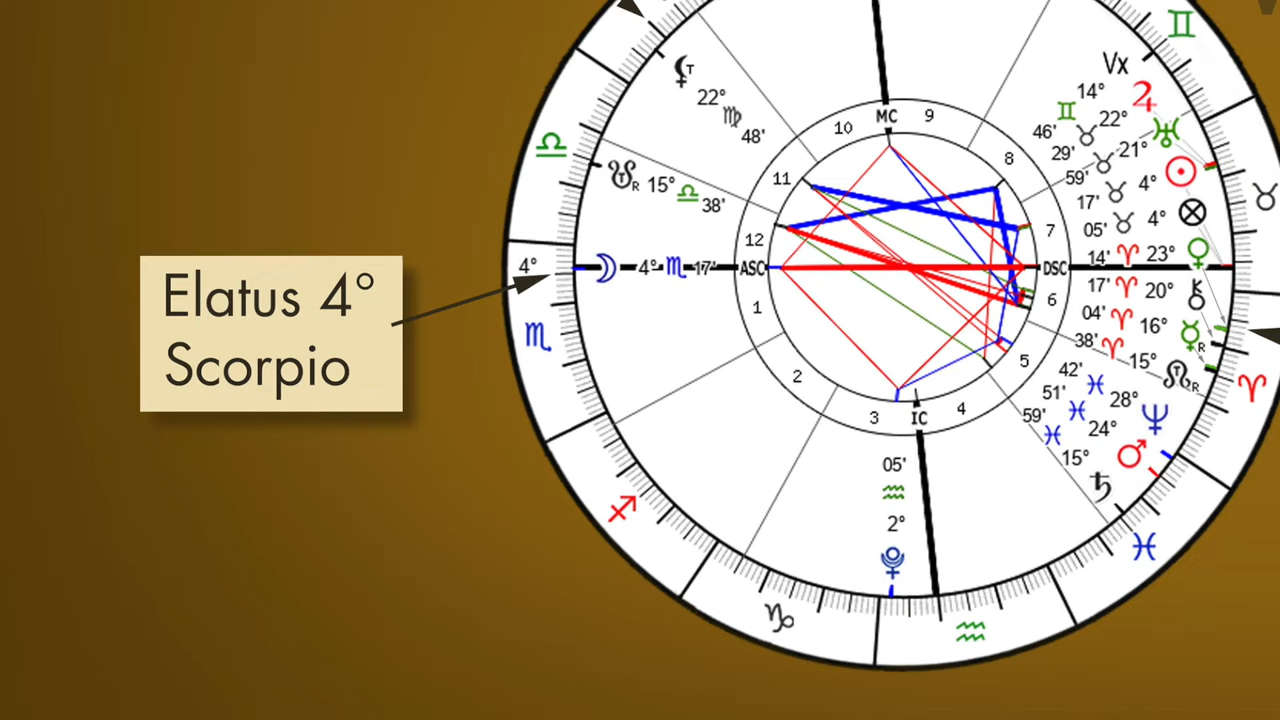 Elatus 4°
Scorpio
MC
9
10
8
11
7
12
ASC
DSC
1
6
2
5
3
IC
4
Vx
14° ♊ 46'
♃ 22° ♉ 29'
♅ 21° ♉ 59'
☉ 4° ♉ 17'
⊗ 4° ♉ 05'
♀ 23° ♈ 14'
⚷ 20° ♈ 17'
☿ R 16° ♈ 04'
☊ T R 15° ♈ 38'
♆ 28° ♓ 42'
♂ 24° ♓ 51'
♄ 15° ♓ 59'
⚸ T 22° ♍ 48'
☋ T R 15° ♎ 38'
4° ☽ 4° ♏ 17'
05'
♒
2°
♇
♊
♉
♈
♓
♒
♑
♐
♏
♎